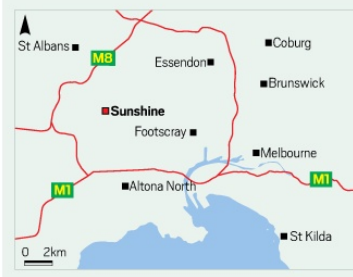 St Albans
M8
Coburg
Essendon
Brunswick
Sunshine
Footscray
Melbourne
M1
Altona North
M1
St Kilda
0 2km